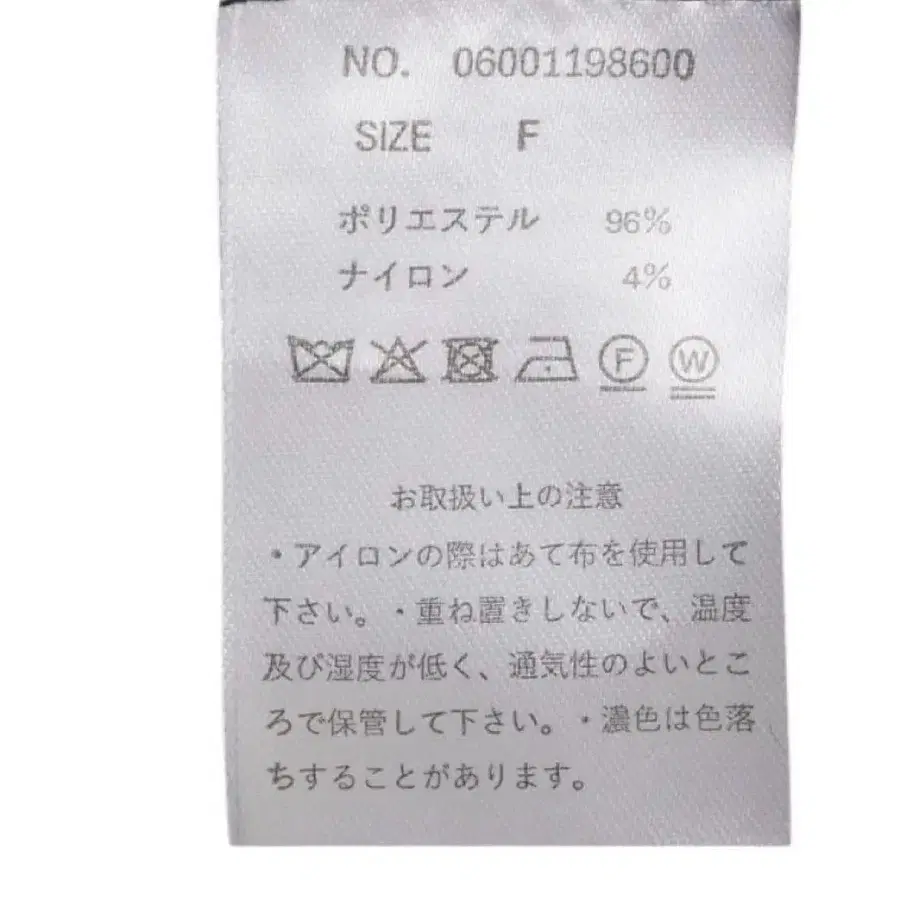 NO. 06001198600
SIZE F
ポリエステル 96%
ナイロン 4%
F W
お取扱い上の注意
・アイロンの際はあて布を使用して
下さい。・重ね置きしないで、温度
及び湿度が低く、通気性のよいとこ
ろで保管して下さい。・濃色は色落
ちすることがあります。